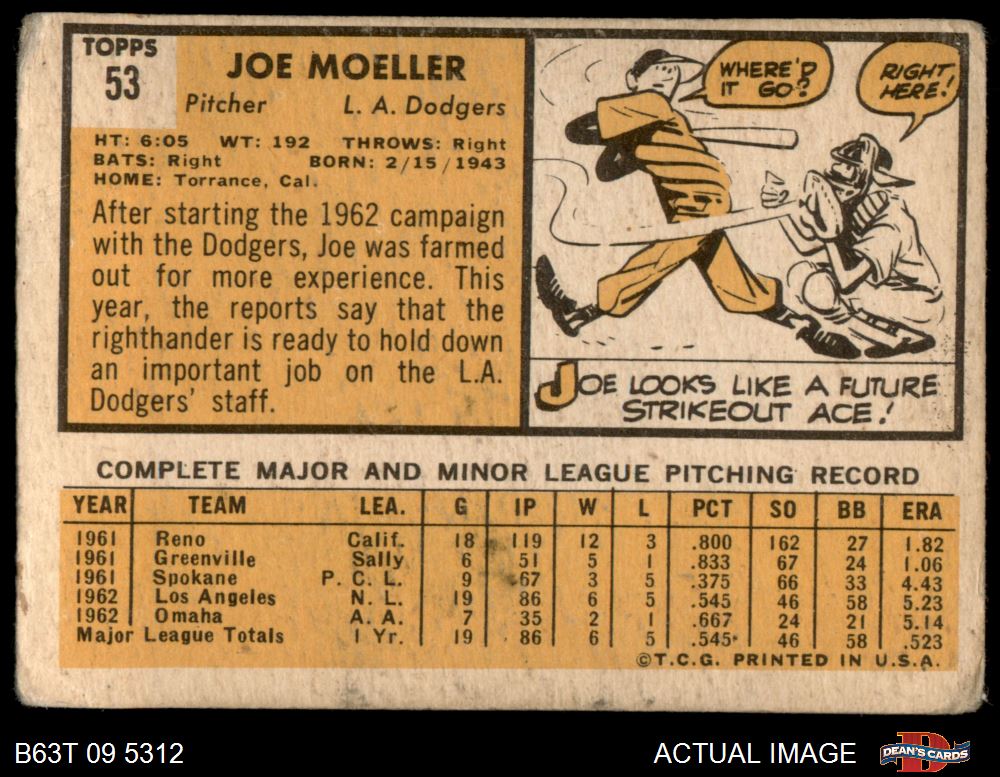 TOPPS
53
JOE MOELLER
Pitcher L. A. Dodgers
HT: 6:05 WT: 192 THROWS: Right
BATS: Right BORN: 2/15/1943
HOME: Torrance, Cal.
After starting the 1962 campaign
with the Dodgers, Joe was farmed
out for more experience. This
year, the reports say that the
righthander is ready to hold down
an important job on the L.A.
Dodgers' staff.
WHERE'D
IT GO?
RIGHT
HERE!
JOE LOOKS LIKE A FUTURE
STRIKEOUT ACE!
COMPLETE MAJOR AND MINOR LEAGUE PITCHING RECORD
YEAR TEAM LEA. G IP W L PCT SO BB ERA
1961 Reno Calif. 18 119 12 3 .800 162 27 1.82
1961 Greenville Sally 6 51 5 1 .833 67 24 1.06
1961 Spokane P. C. L. 9 67 3 5 .375 66 33 4.43
1962 Los Angeles N. L. 19 86 6 5 .545 46 58 5.23
1962 Omaha A. A. 7 35 2 1 .667 24 21 5.14
Major League Totals 1 Yr. 19 86 6 5 .545 46 58 .523
©T.C.G. PRINTED IN U.S.A.
B63T 09 5312 ACTUAL IMAGE DEAN'S CARDS